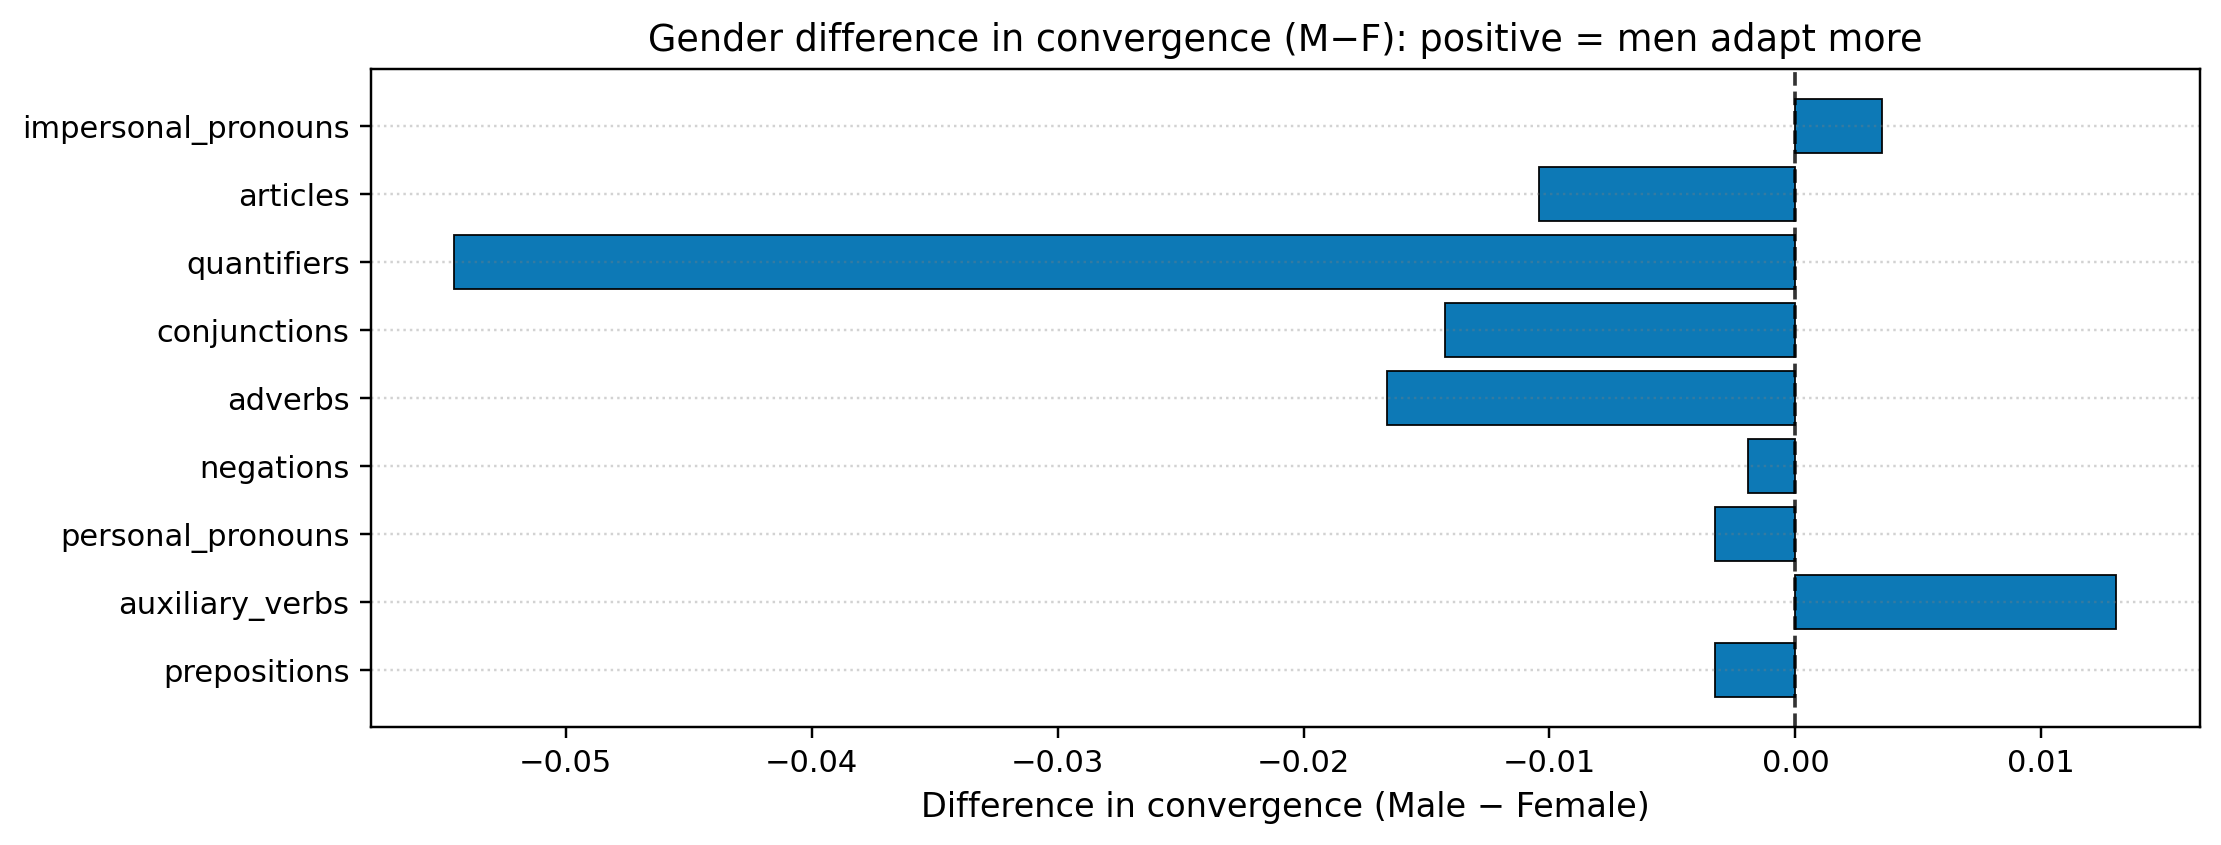 Gender difference in convergence (M−F): positive = men adapt more
impersonal_pronouns
articles
quantifiers
conjunctions
adverbs
negations
personal_pronouns
auxiliary_verbs
prepositions
−0.05 −0.04 −0.03 −0.02 −0.01 0.00 0.01
Difference in convergence (Male − Female)